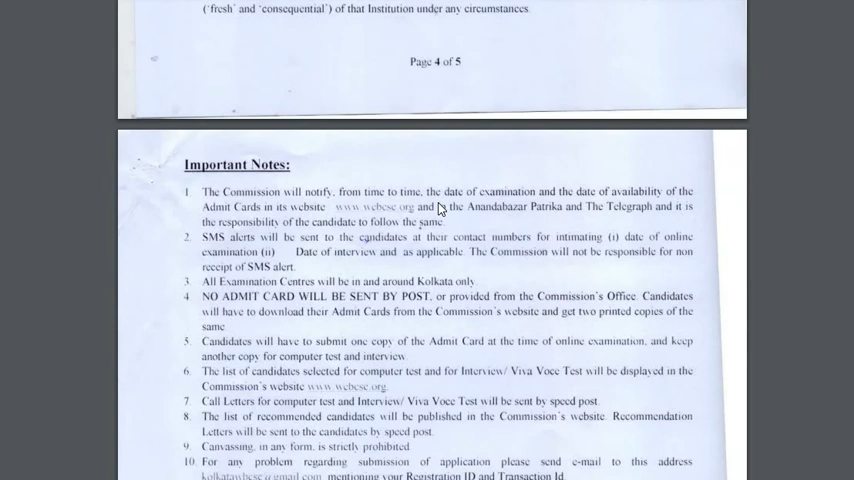 ('fresh' and 'consequential') of that Institution under any circumstances.
Page 4 of 5
Important Notes:
1 The Commission will notify, from time to time, the date of examination and the date of availability of the
Admit Cards in its website www.webcsc.org and the Anandabazar Patrika and The Telegraph and it is
the responsibility of the candidate to follow the same.
2. SMS alerts will be sent to the candidates at their contact numbers for intimating (i) date of online
examination (ii) Date of interview and as applicable. The Commission will not be responsible for non
receipt of SMS alert.
3. All Examination Centres will be in and around Kolkata only.
4 NO ADMIT CARD WILL BE SENT BY POST, or provided from the Commission's Office. Candidates
will have to download their Admit Cards from the Commission's website and get two printed copies of the
same
5. Candidates will have to submit one copy of the Admit Card at the time of online examination, and keep
another copy for computer test and interview.
6. The list of candidates selected for computer test and for Interview/ Viva Voce Test will be displayed in the
Commission's website www.webcsc.org.
7. Call Letters for computer test and Interview/ Viva Voce Test will be sent by speed post.
8. The list of recommended candidates will be published in the Commission's website. Recommendation
Letters will be sent to the candidates by speed post.
9. Canvassing, in any form, is strictly prohibited.
10. For any problem regarding submission of application please send e-mail to this address
mentioning your Registration ID and Transaction Id.